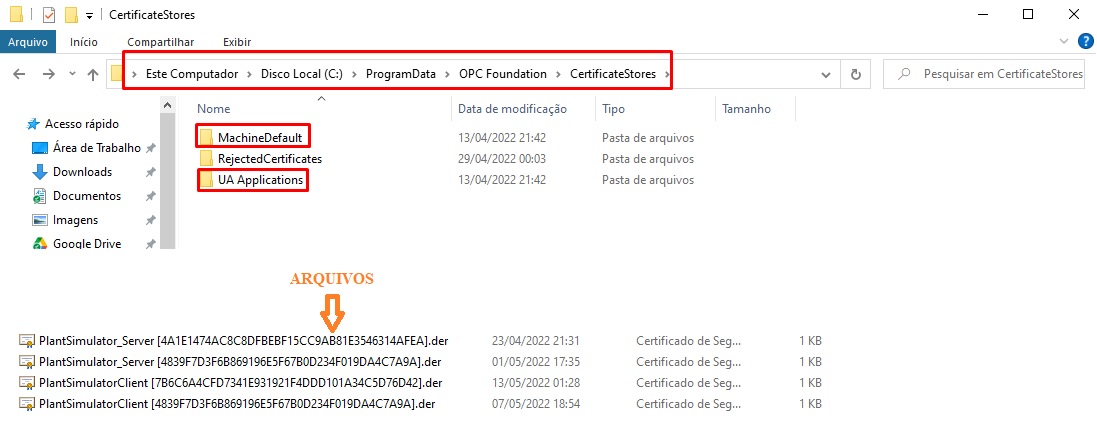 CertificateStores
Arquivo Início Compartilhar Exibir
Este Computador > Disco Local (C:) > ProgramData > OPC Foundation > CertificateStores > Pesquisar em CertificateStores
Nome Data de modificação Tipo Tamanho
Acesso rápido
Área de Trabalho
Downloads
Documentos
Imagens
Google Drive
MachineDefault 13/04/2022 21:42 Pasta de arquivos
RejectedCertificates 29/04/2022 00:03 Pasta de arquivos
UA Applications 13/04/2022 21:42 Pasta de arquivos
ARQUIVOS
PlantSimulator_Server [4A1E1474AC8C8DFBEBF15CC9AB81E3546314AFEA].der 23/04/2022 21:31 Certificado de Seg... 1 KB
PlantSimulator_Server [4839F7D3F6B869196E5F67B0D234F019DA4C7A9A].der 01/05/2022 17:35 Certificado de Seg... 1 KB
PlantSimulatorClient [7B6C6A4CFD7341E931921F4DDD101A34C5D76D42].der 13/05/2022 01:28 Certificado de Seg... 1 KB
PlantSimulatorClient [4839F7D3F6B869196E5F67B0D234F019DA4C7A9A].der 07/05/2022 18:54 Certificado de Seg... 1 KB